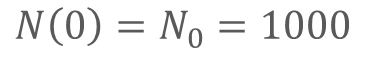 N(0) = N₀ = 1000